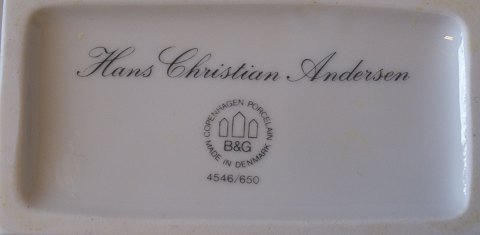 Hans Christian Andersen
COPENHAGEN PORCELAIN
B&G
MADE IN DENMARK
4546/650